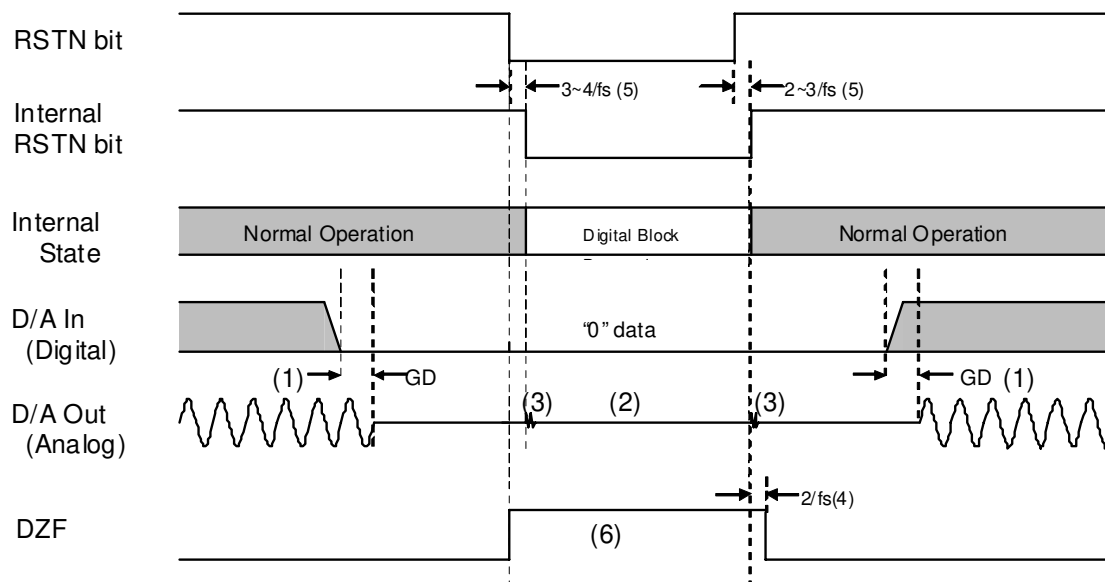 RSTN bit
3~4/fs (5)
2~3/fs (5)
Internal
RSTN bit
Internal
State
Normal Operation
Digital Block
Normal Operation
D/A In
(Digital)
“0” data
(1)
GD
GD
(1)
D/A Out
(Analog)
(3)
(2)
(3)
2/fs(4)
DZF
(6)